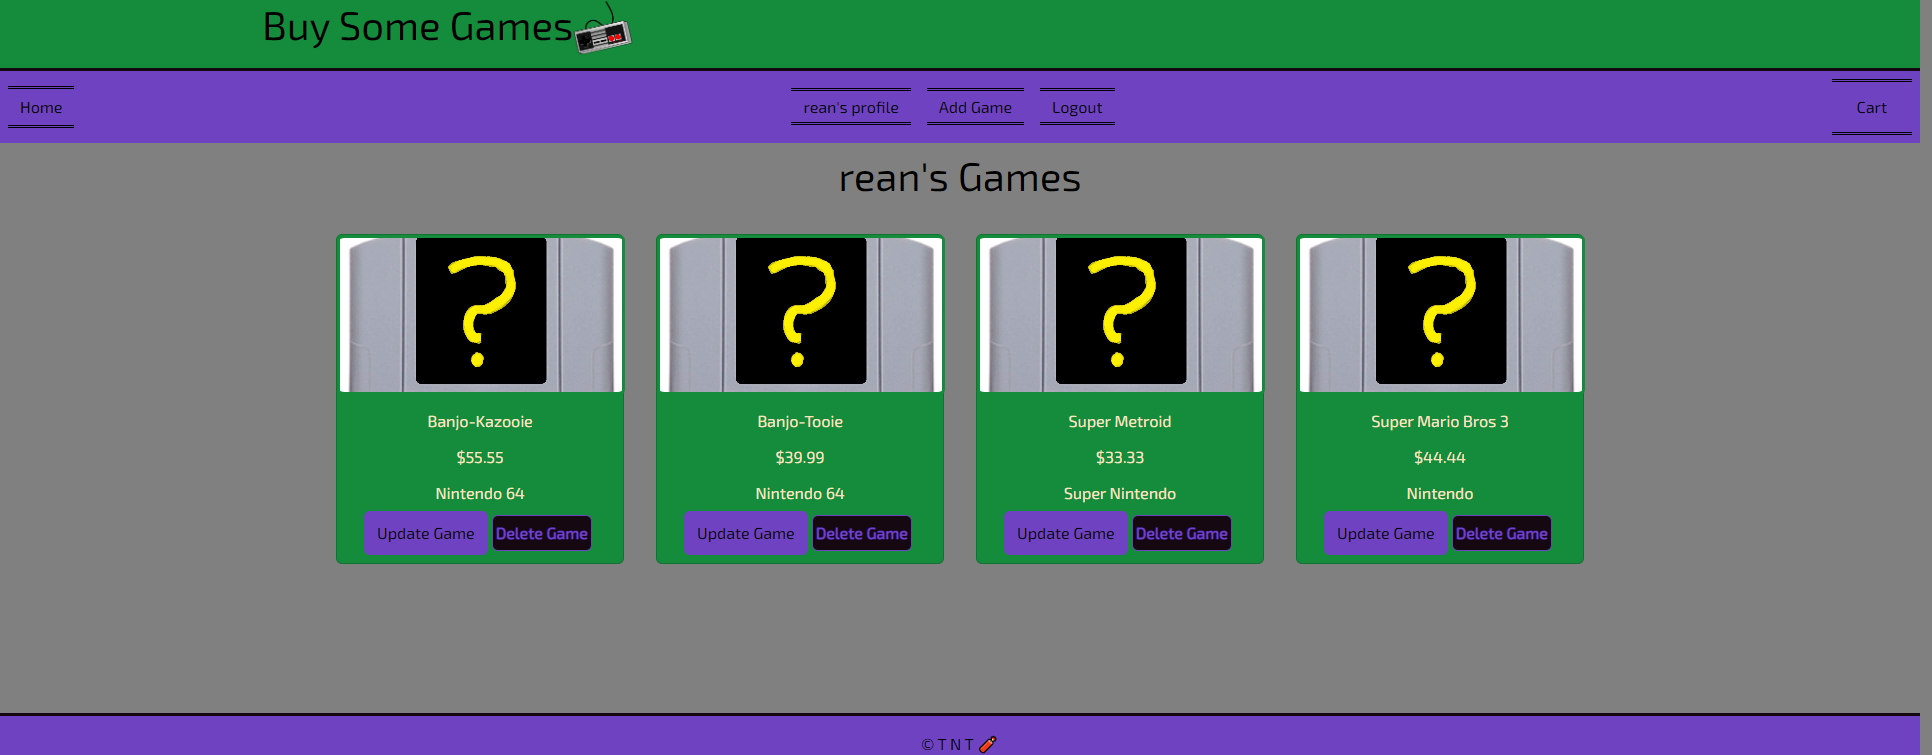 Buy Some Games
Home
rean's profile
Add Game
Logout
Cart
rean's Games
Banjo-Kazooie
$55.55
Nintendo 64
Update Game
Delete Game
Banjo-Tooie
$39.99
Nintendo 64
Update Game
Delete Game
Super Metroid
$33.33
Super Nintendo
Update Game
Delete Game
Super Mario Bros 3
$44.44
Nintendo
Update Game
Delete Game
© T N T 🧨